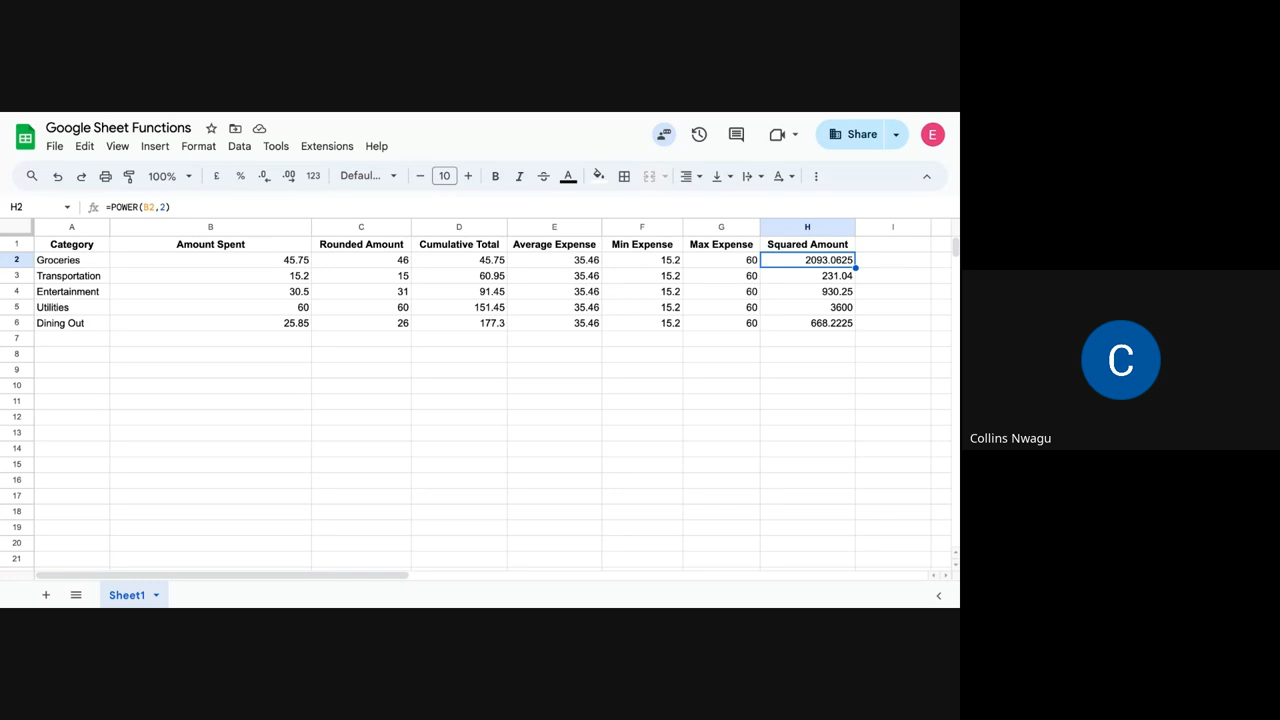 Google Sheet Functions
Share
E
File Edit View Insert Format Data Tools Extensions Help
100% £ % .0 .00 123 Defaul... − 10 + B I S A
H2 fx =POWER(B2,2)
A B C D E F G H I
1 Category Amount Spent Rounded Amount Cumulative Total Average Expense Min Expense Max Expense Squared Amount
2 Groceries 45.75 46 45.75 35.46 15.2 60 2093.0625
3 Transportation 15.2 15 60.95 35.46 15.2 60 231.04
4 Entertainment 30.5 31 91.45 35.46 15.2 60 930.25
5 Utilities 60 60 151.45 35.46 15.2 60 3600
6 Dining Out 25.85 26 177.3 35.46 15.2 60 668.2225
7
8
9
10
11
12
13
14
15
16
17
18
19
20
21
+ Sheet1
C
Collins Nwagu